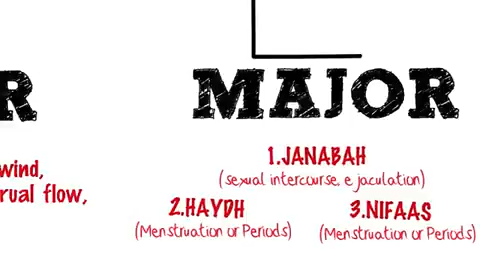 R
MAJOR
wind,
rual flow,
1.JANABAH
(sexual intercourse, ejaculation)
2.HAYDH
(Menstruation or Periods)
3.NIFAAS
(Menstruation or Periods)